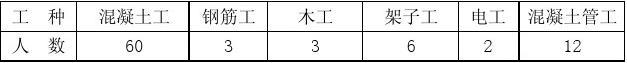 工 种 混凝土工 钢筋工 木工 架子工 电工 混凝土管工
人 数 60 3 3 6 2 12